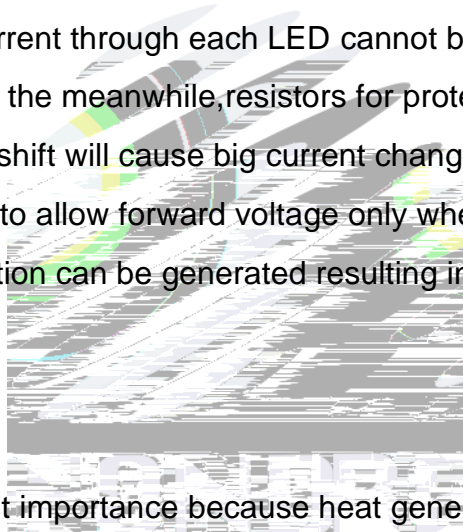 rrent through each LED cannot b
the meanwhile,resistors for prote
shift will cause big current chang
to allow forward voltage only whe
tion can be generated resulting in
t importance because heat gene